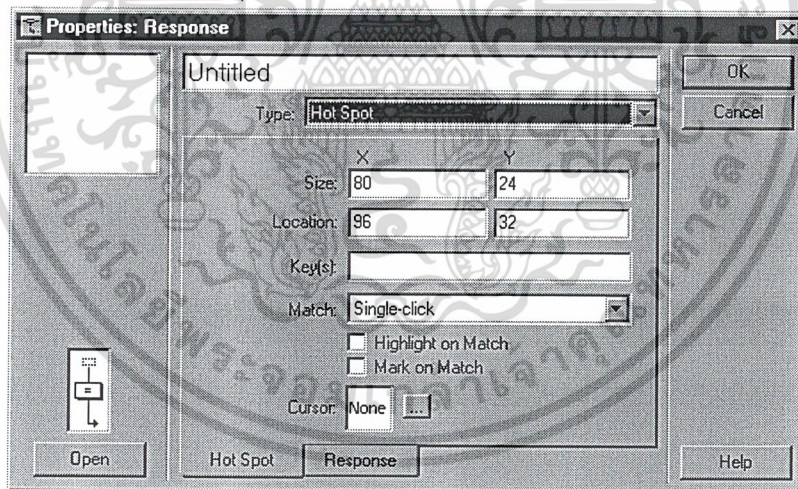 Properties: Response
Untitled
OK
Type: Hot Spot
Cancel
X Y
Size: 80 24
Location: 96 32
Key(s):
Match: Single-click
Highlight on Match
Mark on Match
Cursor: None ...
Open Hot Spot Response Help